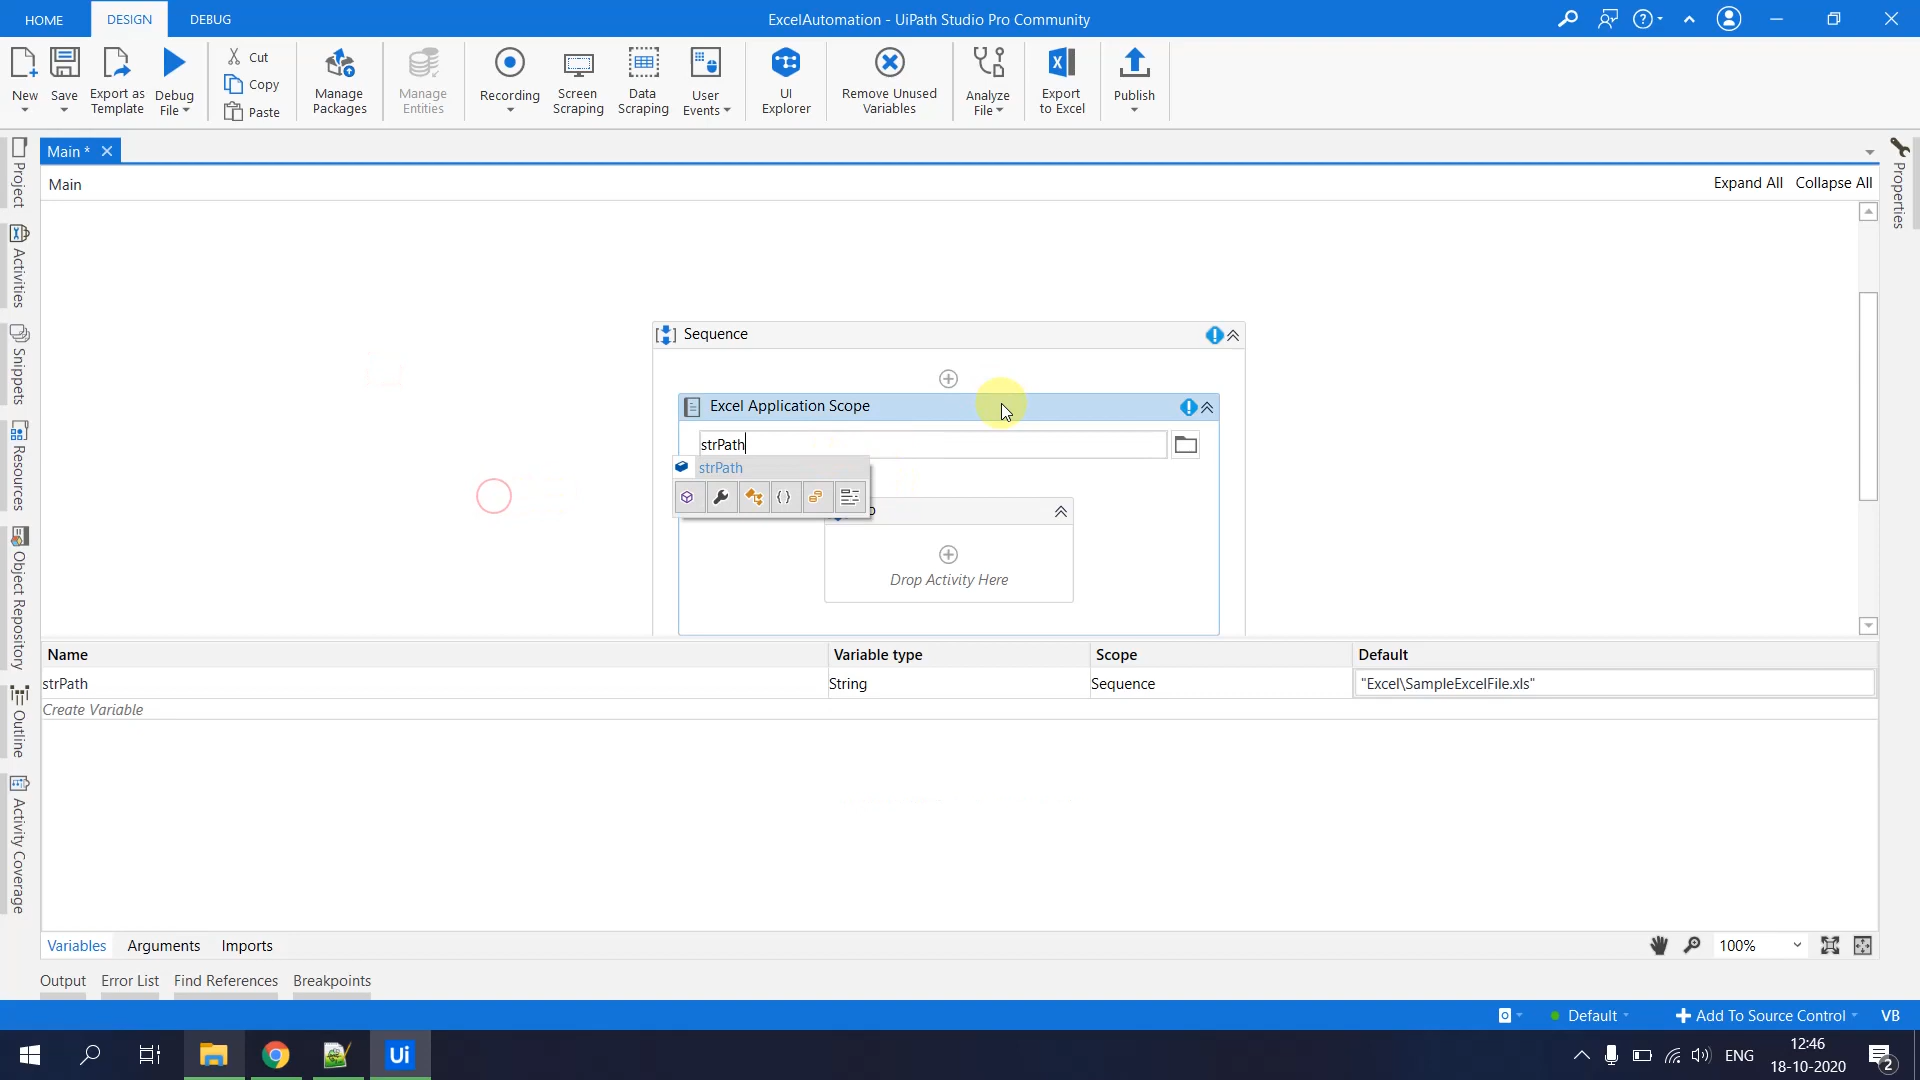 HOME
DESIGN
DEBUG
ExcelAutomation - UiPath Studio Pro Community
New
Save
Export as
Template
Debug
File
Cut
Copy
Paste
Manage
Packages
Manage
Entities
Recording
Screen
Scraping
Data
Scraping
User
Events
UI
Explorer
Remove Unused
Variables
Analyze
File
Export
to Excel
Publish
Main *
Main
Expand All
Collapse All
Project
Activities
Snippets
Resources
Object Repository
Outline
Activity Coverage
Properties
Sequence
Excel Application Scope
strPath
strPath
Drop Activity Here
Name
Variable type
Scope
Default
strPath
String
Sequence
"Excel\SampleExcelFile.xls"
Create Variable
Variables
Arguments
Imports
100%
Output
Error List
Find References
Breakpoints
Default
Add To Source Control
VB
Ui
ENG
12:46
18-10-2020
2